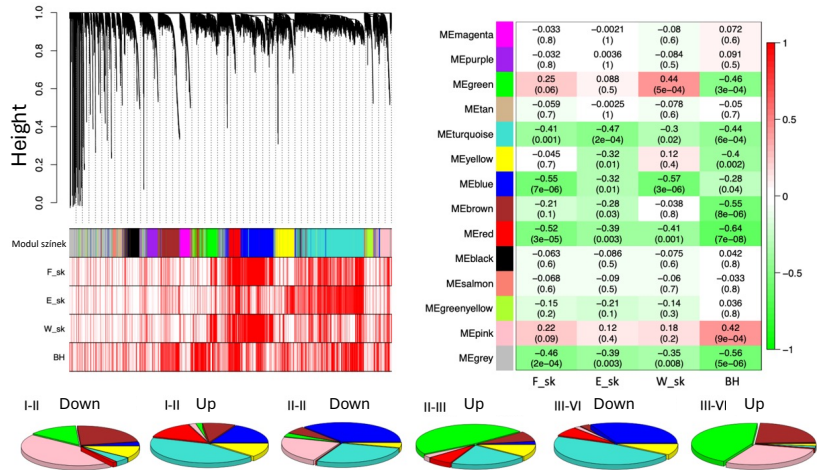 Height
1.0
0.8
0.6
0.4
0.2
0.0
Modul színek
F_sk
E_sk
W_sk
BH
MEmagenta −0.033 −0.0021 −0.08 0.072
(0.8) (1) (0.6) (0.6)
MEpurple −0.032 0.0036 −0.084 0.091
(0.8) (1) (0.5) (0.5)
MEgreen 0.25 0.088 0.44 −0.46
(0.06) (0.5) (5e−04) (3e−04)
MEtan −0.059 −0.0025 −0.078 −0.05
(0.7) (1) (0.6) (0.7)
MEturquoise −0.41 −0.47 −0.3 −0.44
(0.001) (2e−04) (0.02) (6e−04)
MEyellow −0.045 −0.32 0.12 −0.4
(0.7) (0.01) (0.4) (0.002)
MEblue −0.55 −0.32 −0.57 −0.28
(7e−06) (0.01) (3e−06) (0.04)
MEbrown −0.21 −0.28 −0.038 −0.55
(0.1) (0.03) (0.8) (8e−06)
MEred −0.52 −0.39 −0.41 −0.64
(3e−05) (0.003) (0.001) (7e−08)
MEblack −0.063 −0.086 −0.075 0.042
(0.6) (0.5) (0.6) (0.8)
MEsalmon −0.068 −0.09 −0.06 −0.033
(0.6) (0.5) (0.7) (0.8)
MEgreenyellow −0.15 −0.21 −0.14 0.036
(0.2) (0.1) (0.3) (0.8)
MEpink 0.22 0.12 0.18 0.42
(0.09) (0.4) (0.2) (9e−04)
MEgrey −0.46 −0.39 −0.35 −0.56
(2e−04) (0.003) (0.008) (5e−06)
F_sk E_sk W_sk BH
1
0.5
0
−0.5
−1
I-II Down
I-II Up
II-II Down
II-III Up
III-VI Down
III-VI Up